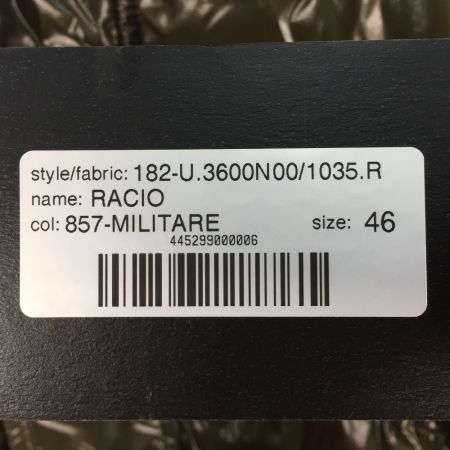 style/fabric: 182-U.3600N00/1035.R
name: RACIO
col: 857-MILITARE size: 46
445299000006